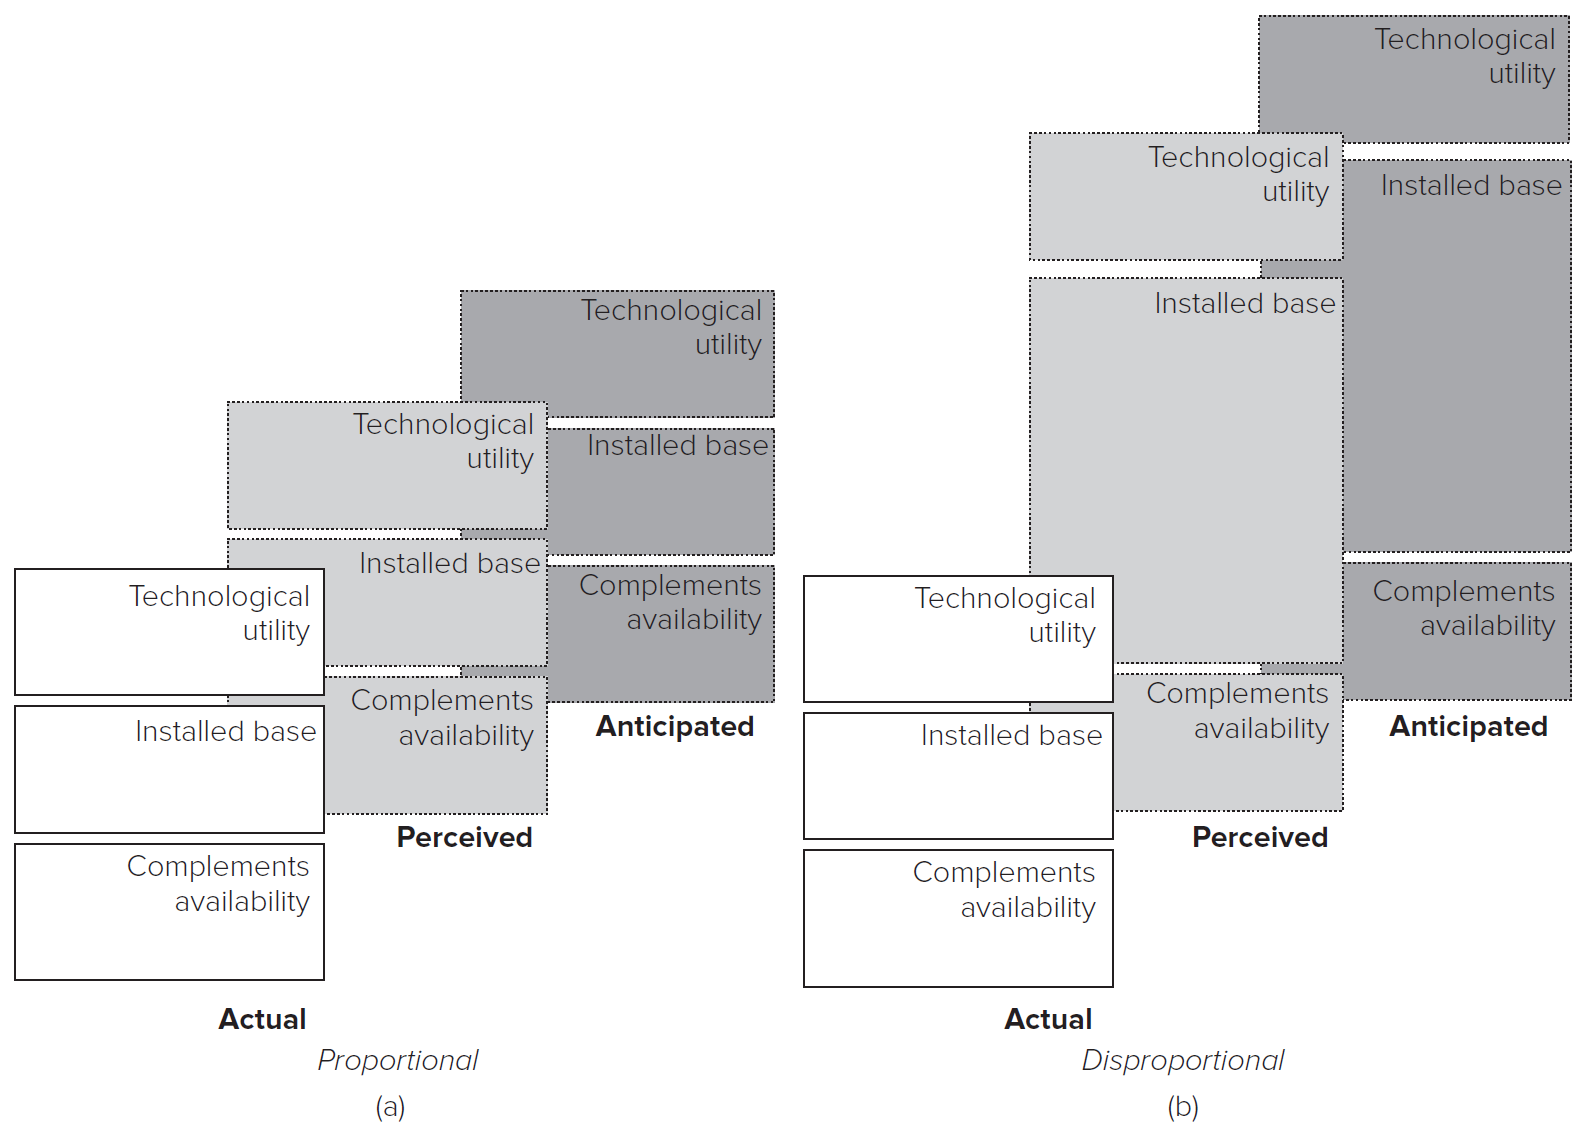 Technological
utility
Installed base
Complements
availability
Anticipated
Technological
utility
Installed base
Complements
availability
Perceived
Technological
utility
Installed base
Complements
availability
Actual
Proportional
(a)
Technological
utility
Installed base
Complements
availability
Anticipated
Technological
utility
Installed base
Complements
availability
Perceived
Technological
utility
Installed base
Complements
availability
Actual
Disproportional
(b)